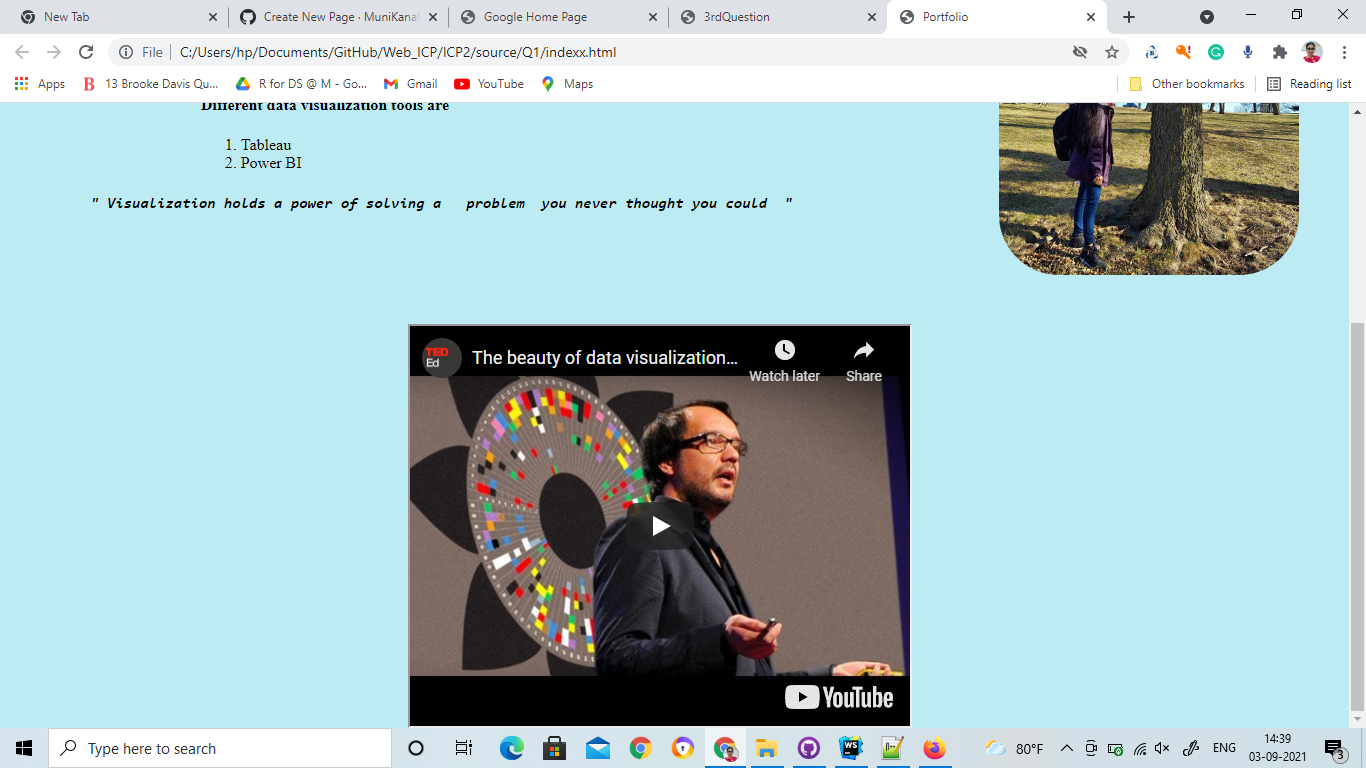 New Tab
Create New Page · MuniKana
Google Home Page
3rdQuestion
Portfolio
File
C:/Users/hp/Documents/GitHub/Web_ICP/ICP2/source/Q1/indexx.html
Apps
13 Brooke Davis Qu...
R for DS @ M - Go...
Gmail
YouTube
Maps
Other bookmarks
Reading list
Different data visualization tools are
1. Tableau
2. Power BI
" Visualization holds a power of solving a problem you never thought you could "
TED
Ed
The beauty of data visualization...
Watch later
Share
YouTube
Type here to search
WS
80°F
ENG
14:39
03-09-2021
3